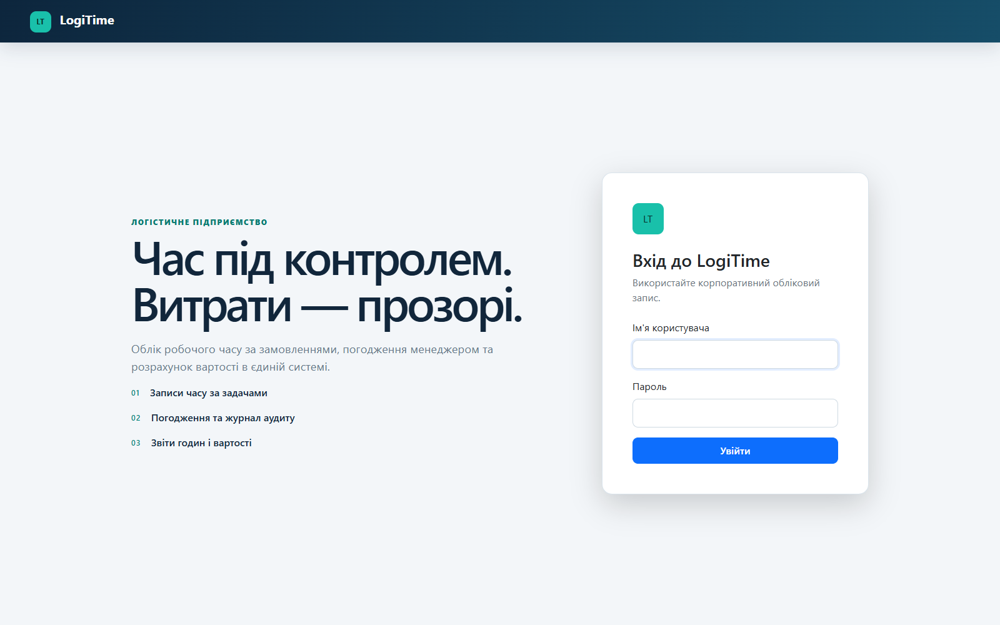 LT
LogiTime
ЛОГІСТИЧНЕ ПІДПРИЄМСТВО
Час під контролем.
Витрати — прозорі.
Облік робочого часу за замовленнями, погодження менеджером та
розрахунок вартості в єдиній системі.
01 Записи часу за задачами
02 Погодження та журнал аудиту
03 Звіти годин і вартості
LT
Вхід до LogiTime
Використайте корпоративний обліковий
запис.
Ім'я користувача
Пароль
Увійти